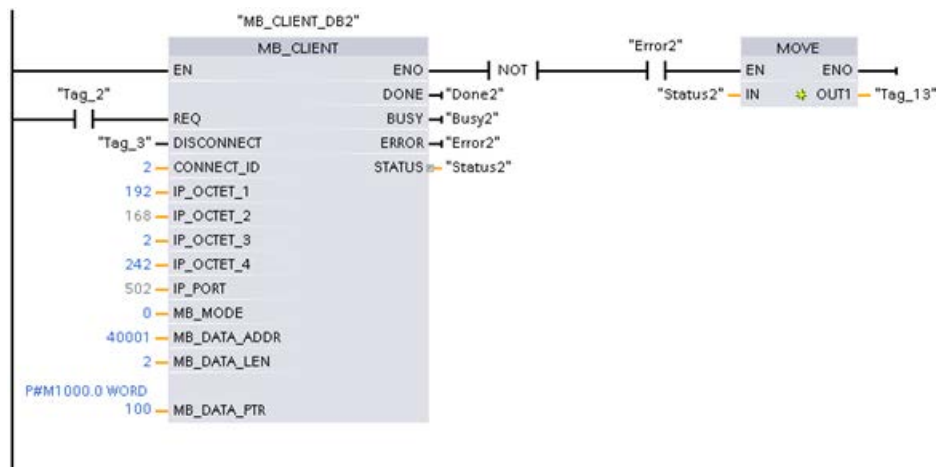 "MB_CLIENT_DB2"
MB_CLIENT
"Error2"
MOVE
EN ENO NOT EN ENO
"Tag_2" DONE "Done2" "Status2" IN OUT1 "Tag_13"
REQ BUSY "Busy2"
"Tag_3" DISCONNECT ERROR "Error2"
2 CONNECT_ID STATUS "Status2"
192 IP_OCTET_1
168 IP_OCTET_2
2 IP_OCTET_3
242 IP_OCTET_4
502 IP_PORT
0 MB_MODE
40001 MB_DATA_ADDR
2 MB_DATA_LEN
P#M1000.0 WORD
100 MB_DATA_PTR